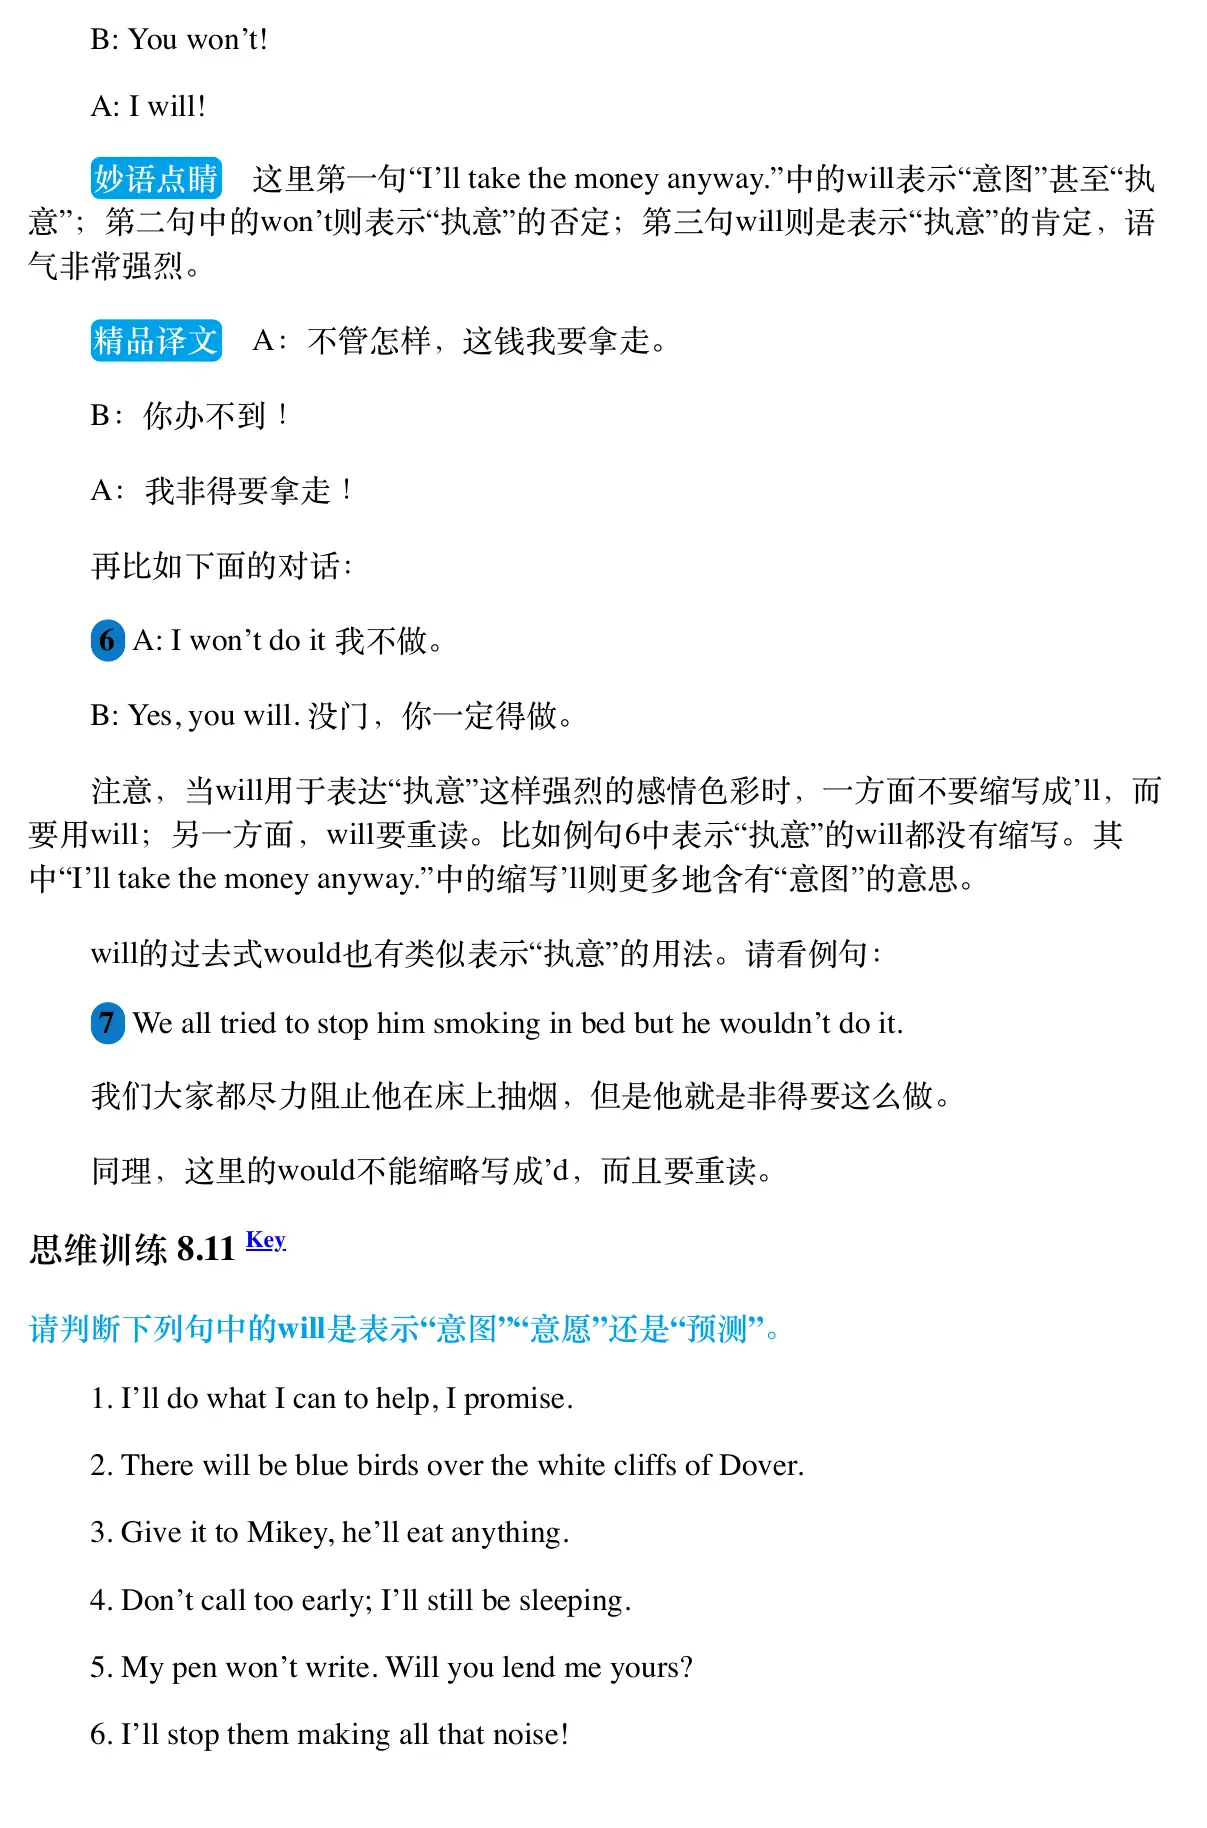 B: You won’t!
A: I will!
妙语点睛 这里第一句“I’ll take the money anyway.”中的will表示“意图”甚至“执
意”；第二句中的won’t则表示“执意”的否定；第三句will则是表示“执意”的肯定，语
气非常强烈。
精品译文 A：不管怎样，这钱我要拿走。
B：你办不到！
A：我非得要拿走！
再比如下面的对话：
6 A: I won’t do it 我不做。
B: Yes, you will. 没门，你一定得做。
注意，当will用于表达“执意”这样强烈的感情色彩时，一方面不要缩写成’ll，而
要用will；另一方面，will要重读。比如例句6中表示“执意”的will都没有缩写。其
中“I’ll take the money anyway.”中的缩写’ll则更多地含有“意图”的意思。
will的过去式would也有类似表示“执意”的用法。请看例句：
7 We all tried to stop him smoking in bed but he wouldn’t do it.
我们大家都尽力阻止他在床上抽烟，但是他就是非得要这么做。
同理，这里的would不能缩略写成’d，而且要重读。
思维训练 8.11 Key
请判断下列句中的will是表示“意图”“意愿”还是“预测”。
1. I’ll do what I can to help, I promise.
2. There will be blue birds over the white cliffs of Dover.
3. Give it to Mikey, he’ll eat anything.
4. Don’t call too early; I’ll still be sleeping.
5. My pen won’t write. Will you lend me yours?
6. I’ll stop them making all that noise!